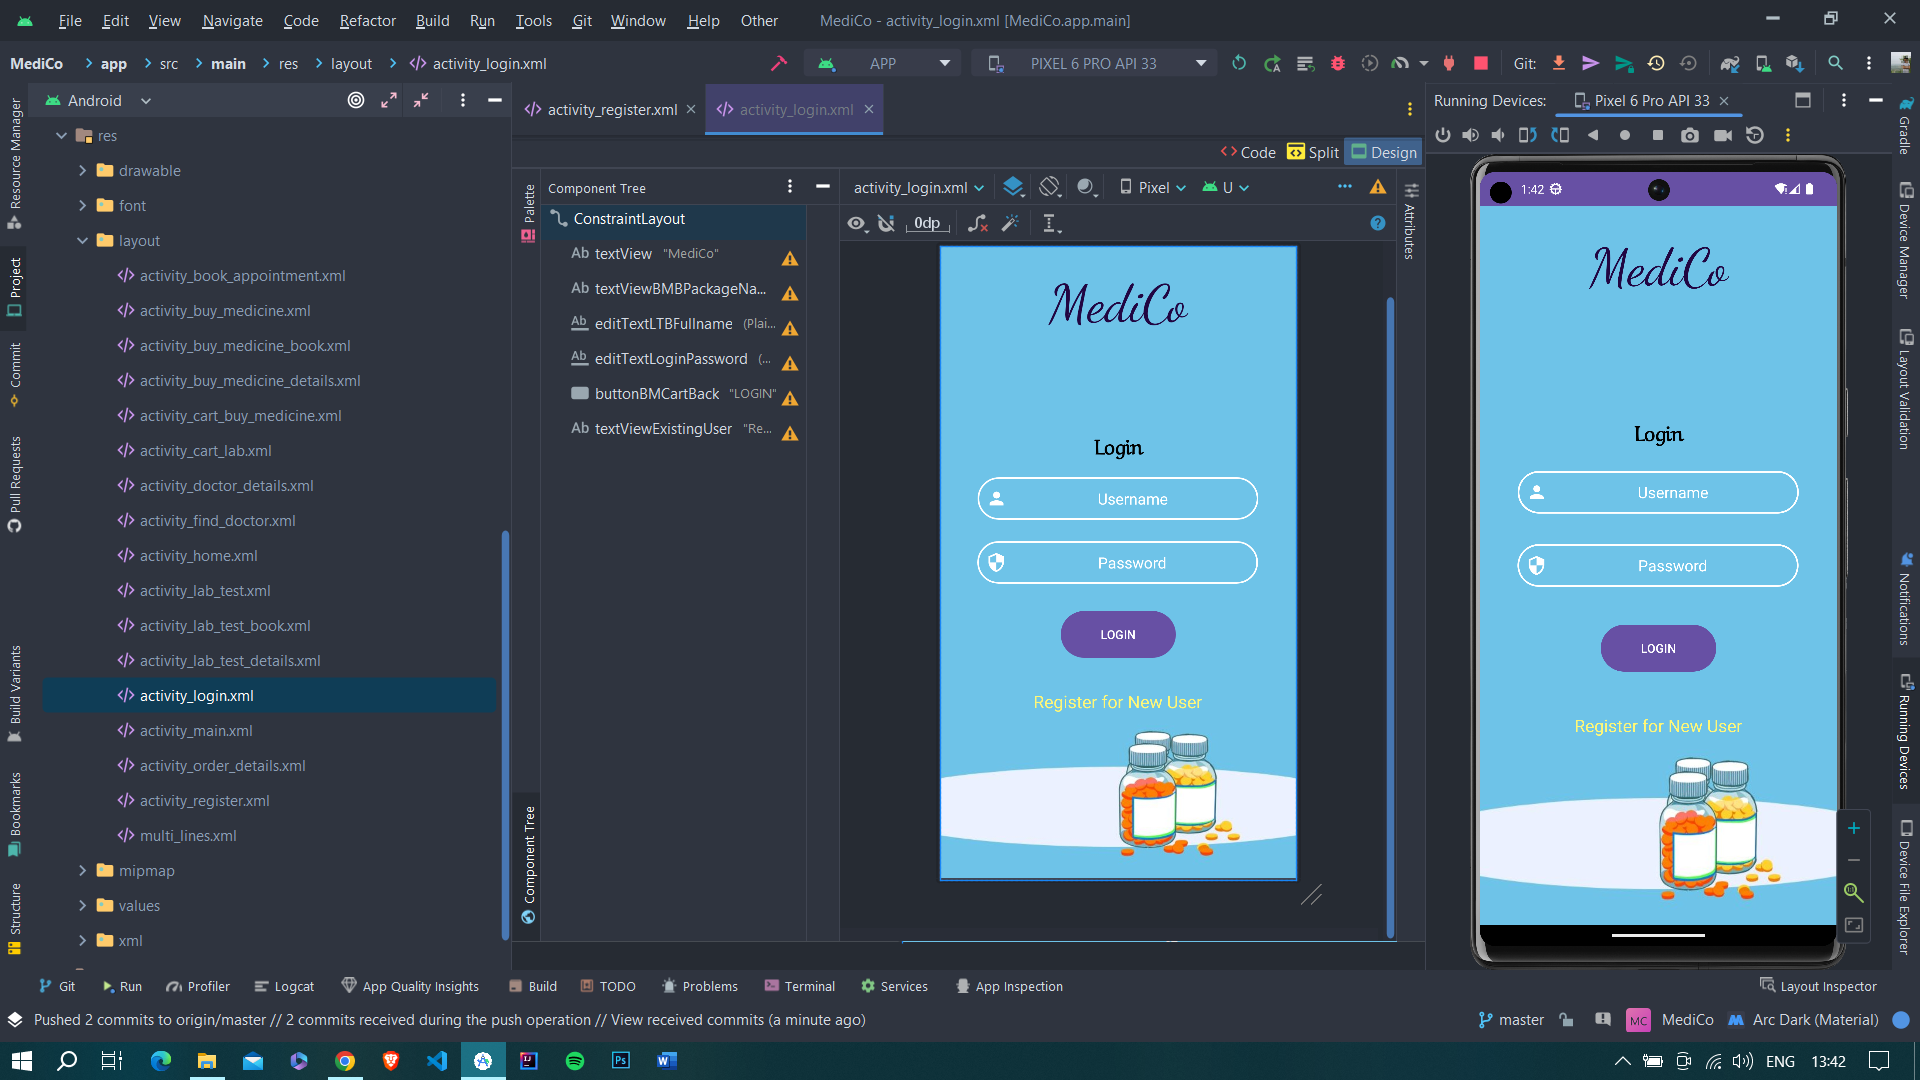 File Edit View Navigate Code Refactor Build Run Tools Git Window Help Other MediCo - activity_login.xml [MediCo.app.main]
MediCo app src main res layout activity_login.xml APP PIXEL 6 PRO API 33 Git:
Android
res
drawable
font
layout
activity_book_appointment.xml
activity_buy_medicine.xml
activity_buy_medicine_book.xml
activity_buy_medicine_details.xml
activity_cart_buy_medicine.xml
activity_cart_lab.xml
activity_doctor_details.xml
activity_find_doctor.xml
activity_home.xml
activity_lab_test.xml
activity_lab_test_book.xml
activity_lab_test_details.xml
activity_login.xml
activity_main.xml
activity_order_details.xml
activity_register.xml
multi_lines.xml
mipmap
values
xml
Resource Manager
Project
Commit
Pull Requests
Build Variants
Bookmarks
Structure
activity_register.xml activity_login.xml
Code Split Design
Palette
Component Tree
Component Tree
ConstraintLayout
Ab textView "MediCo"
Ab textViewBMBPackageNa...
Ab editTextLTBFullname (Plai...
Ab editTextLoginPassword (...
buttonBMCartBack "LOGIN"
Ab textViewExistingUser "Re...
activity_login.xml Pixel U
0dp
Attributes
MediCo
Login
Username
Password
LOGIN
Register for New User
Running Devices: Pixel 6 Pro API 33
1:42
MediCo
Login
Username
Password
LOGIN
Register for New User
1:1
Gradle
Device Manager
Layout Validation
Notifications
Running Devices
Device File Explorer
Git Run Profiler Logcat App Quality Insights Build TODO Problems Terminal Services App Inspection Layout Inspector
Pushed 2 commits to origin/master // 2 commits received during the push operation // View received commits (a minute ago) master MC MediCo Arc Dark (Material)
Ps
ENG 13:42